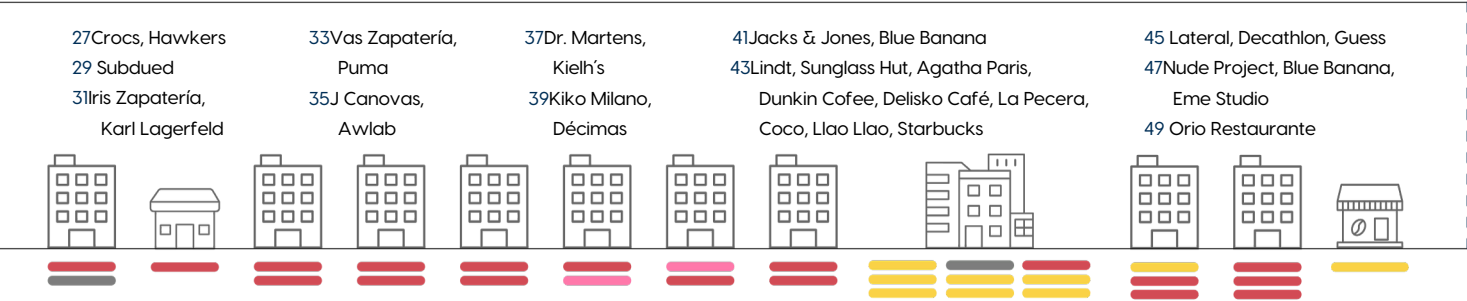 27Crocs, Hawkers
29 Subdued
31Iris Zapatería,
Karl Lagerfeld
33Vas Zapatería,
Puma
35J Canovas,
Awlab
37Dr. Martens,
Kielh´s
39Kiko Milano,
Décimas
41Jacks & Jones, Blue Banana
43Lindt, Sunglass Hut, Agatha Paris,
Dunkin Cofee, Delisko Café, La Pecera,
Coco, Llao Llao, Starbucks
45 Lateral, Decathlon, Guess
47Nude Project, Blue Banana,
Eme Studio
49 Orio Restaurante